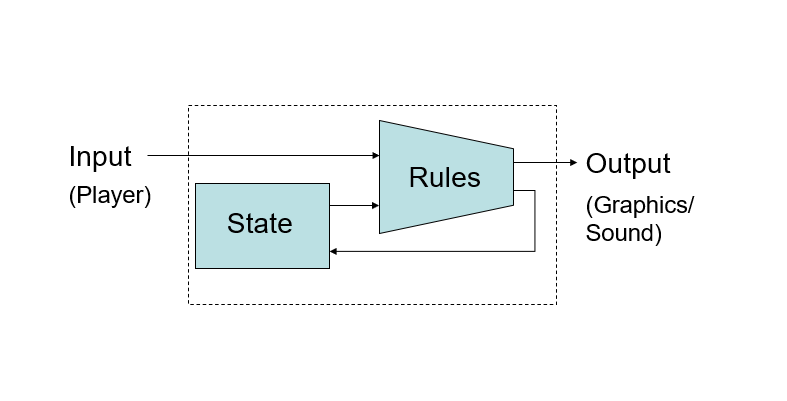 Input
(Player)
State
Rules
Output
(Graphics/
Sound)